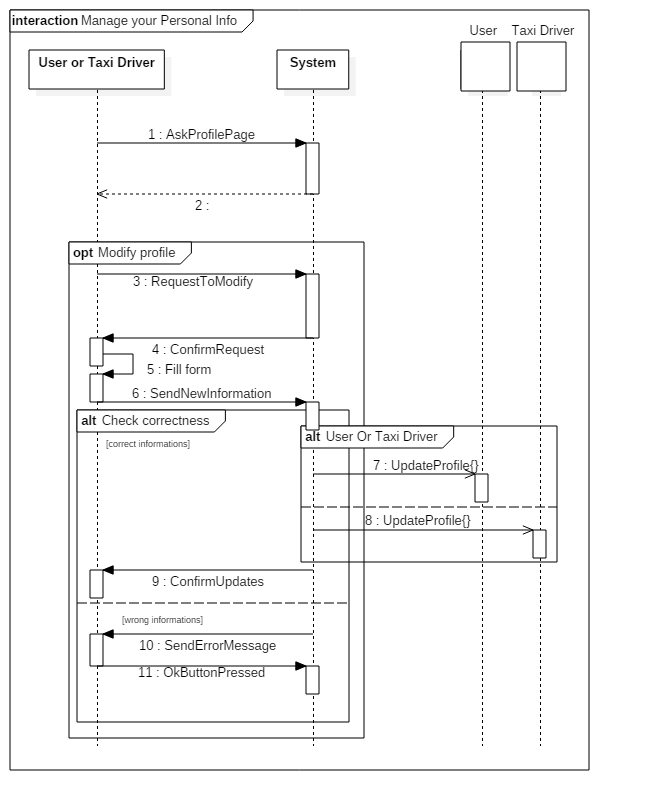 interaction Manage your Personal Info
User Taxi Driver
User or Taxi Driver System
1 : AskProfilePage
2 :
opt Modify profile
3 : RequestToModify
4 : ConfirmRequest
5 : Fill form
6 : SendNewInformation
alt Check correctness
alt User Or Taxi Driver
[correct informations]
7 : UpdateProfile{}
8 : UpdateProfile{}
9 : ConfirmUpdates
[wrong informations]
10 : SendErrorMessage
11 : OkButtonPressed